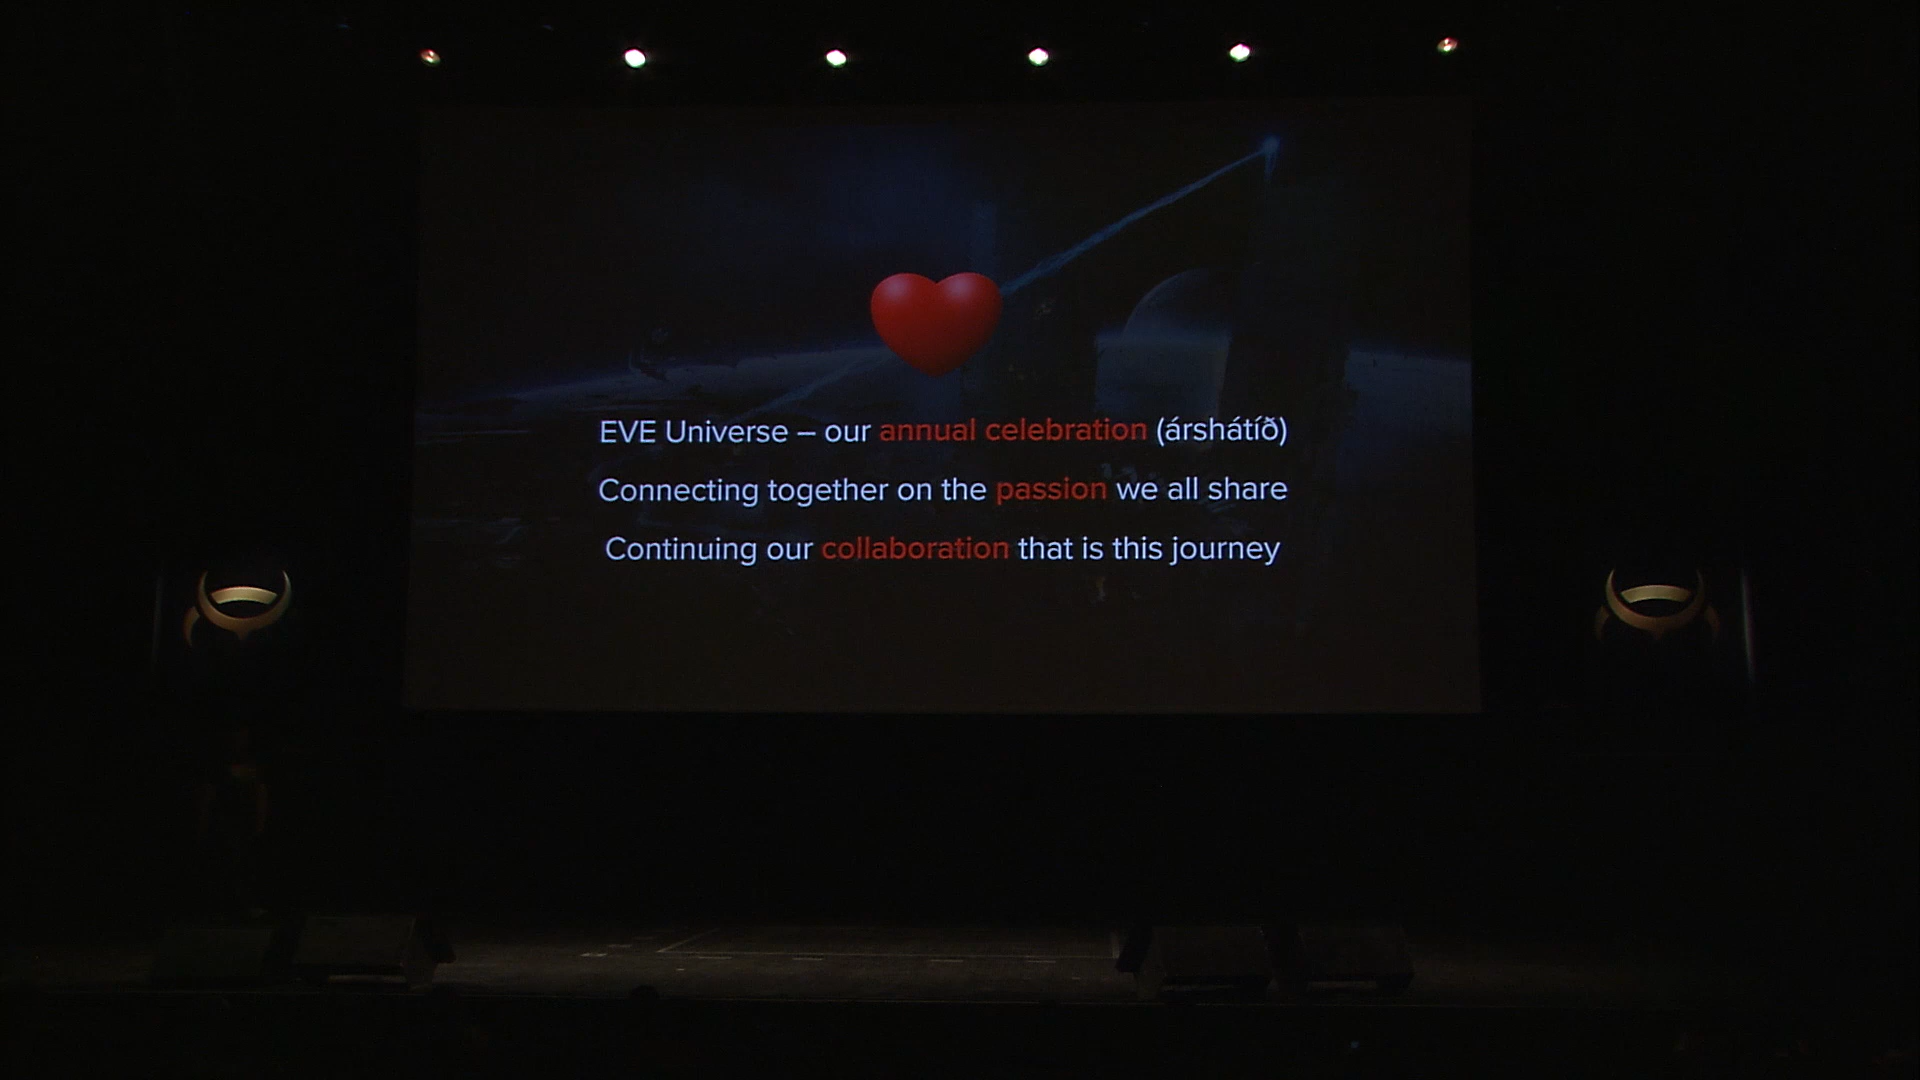 EVE Universe – our annual celebration (árshátíð)
Connecting together on the passion we all share
Continuing our collaboration that is this journey